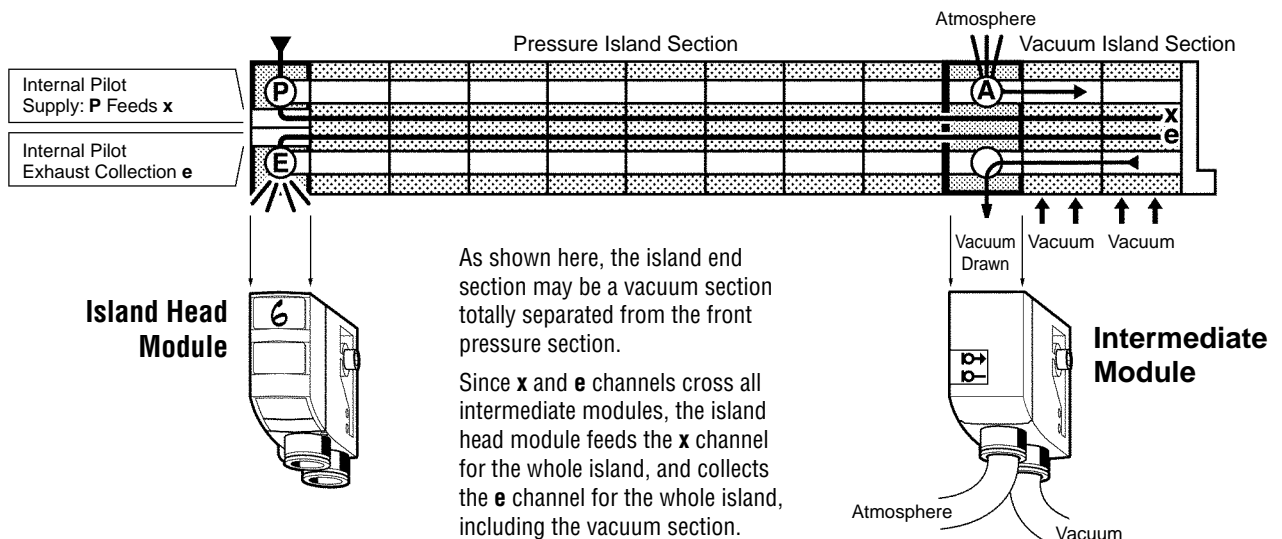 Atmosphere
Pressure Island Section
Vacuum Island Section
Internal Pilot
Supply: P Feeds x
P
A
x
e
Internal Pilot
Exhaust Collection e
E
Vacuum
Drawn
Vacuum
Vacuum
As shown here, the island end
section may be a vacuum section
totally separated from the front
pressure section.
Since x and e channels cross all
intermediate modules, the island
head module feeds the x channel
for the whole island, and collects
the e channel for the whole island,
including the vacuum section.
Island Head
Module
6
Intermediate
Module
Atmosphere
Vacuum